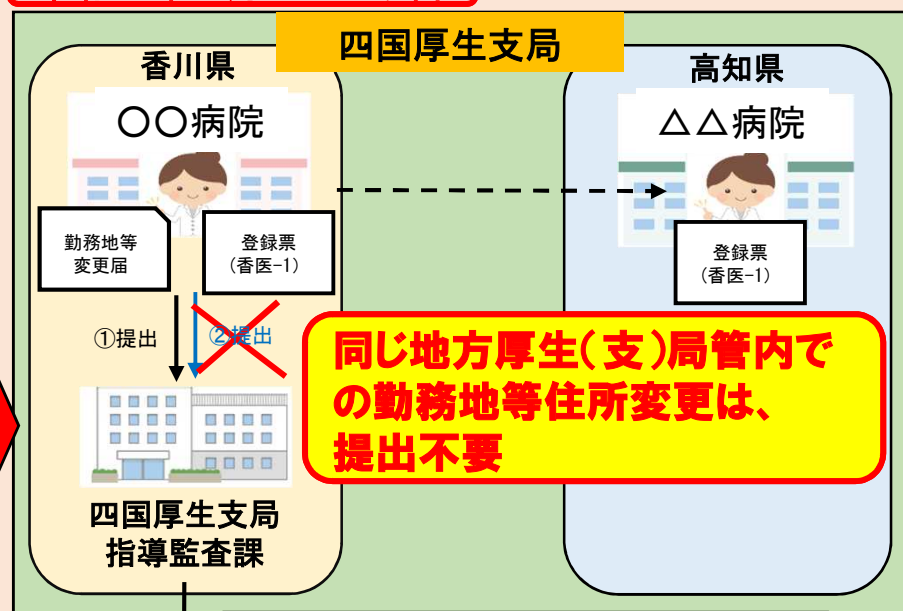 四国厚生支局
香川県
〇〇病院
勤務地等
変更届
登録票
(香医-1)
①提出
②提出
四国厚生支局
指導監査課
高知県
△△病院
登録票
(香医-1)
同じ地方厚生(支)局管内で
の勤務地等住所変更は、
提出不要